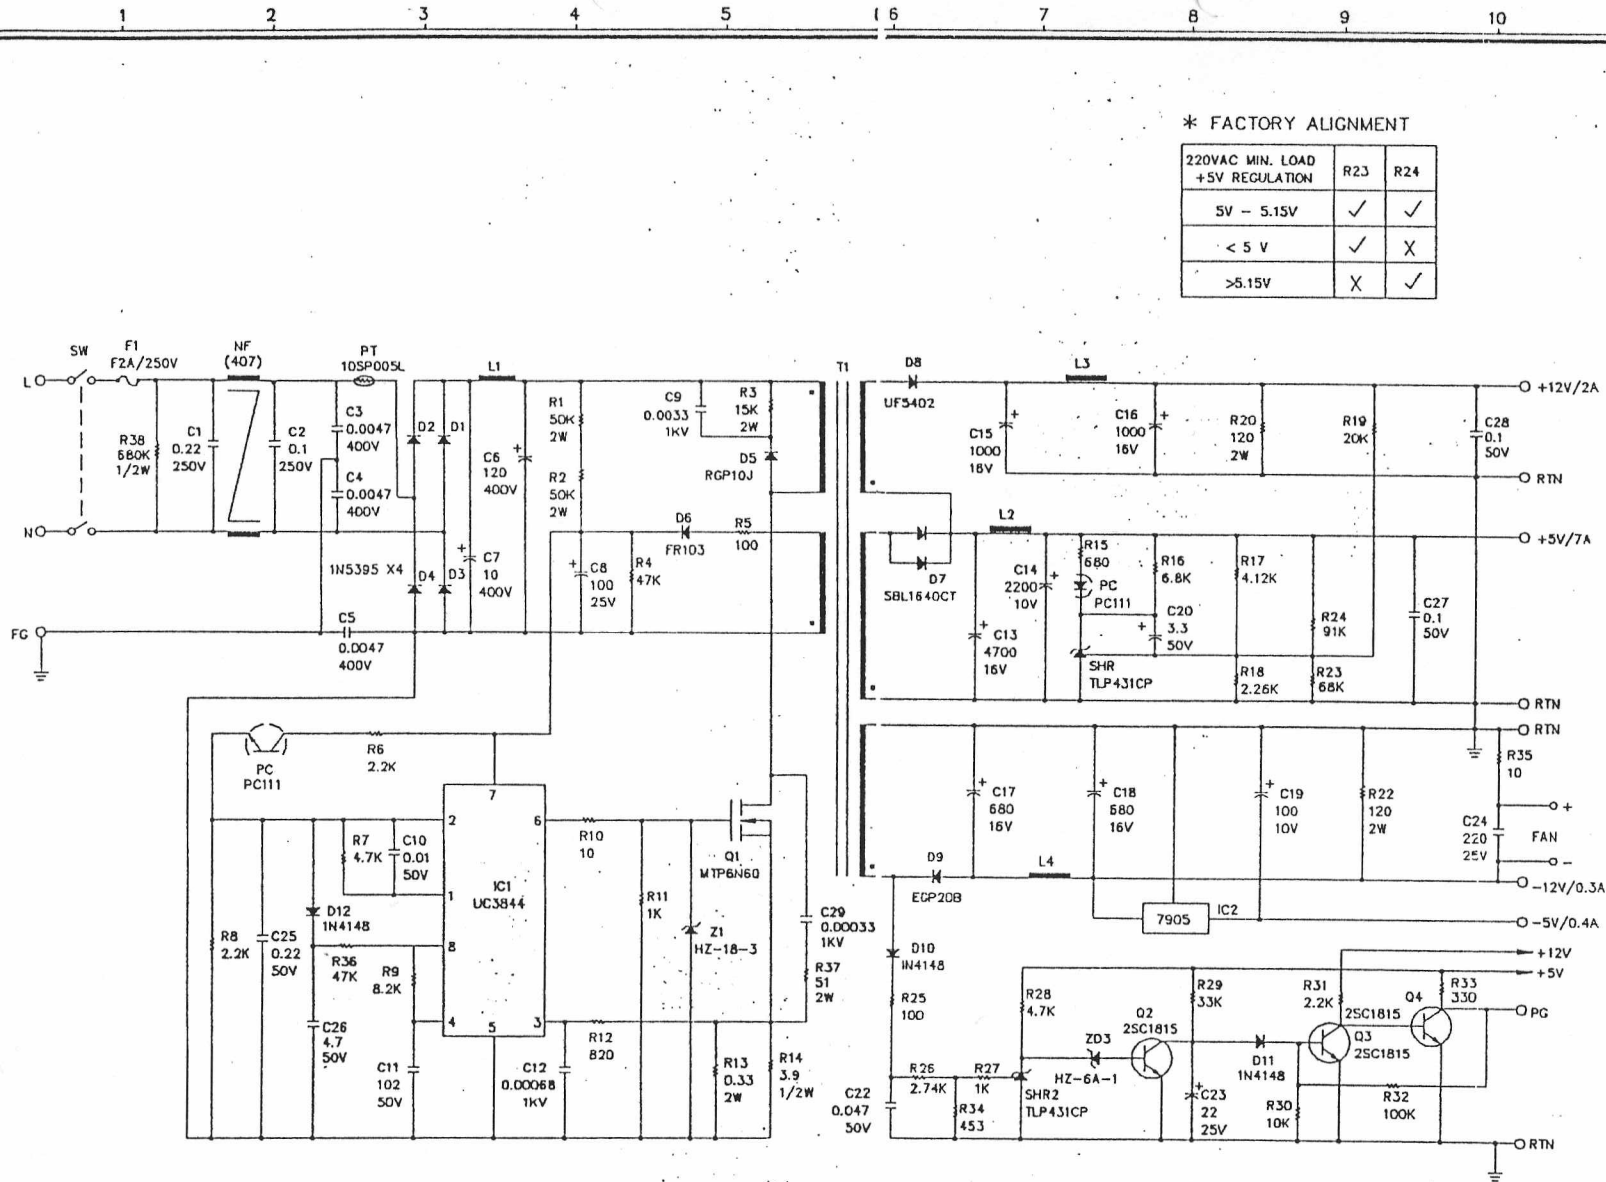 1 2 3 4 5 6 7 8 9 10
* FACTORY ALIGNMENT
220VAC MIN. LOAD
+5V REGULATION
R23
R24
5V - 5.15V ✓ ✓
< 5 V ✓ X
>5.15V X ✓
SW
F1
F2A/250V
NF
(407)
PT
10SP005L
L1
T1
D8
UF5402
L3
L
+12V/2A
R38
680K
1/2W
C1
0.22
250V
C2
0.1
250V
C3
0.0047
400V
C4
0.0047
400V
D2
D1
C6
120
400V
R1
50K
2W
R2
50K
2W
C9
0.0033
1KV
R3
15K
2W
D5
RGP10J
C15
1000
16V
C16
1000
16V
R20
120
2W
R19
20K
C28
0.1
50V
RTN
N
1N5395 X4
D4
D3
C7
10
400V
C8
100
25V
R4
47K
D6
FR103
R5
100
L2
+5V/7A
D7
SBL1640CT
C14
2200
10V
C13
4700
16V
R15
680
PC
PC111
R16
6.8K
C20
3.3
50V
R17
4.12K
R24
91K
C27
0.1
50V
SHR
TLP431CP
R18
2.26K
R23
68K
RTN
FG
C5
0.0047
400V
RTN
PC
PC111
R6
2.2K
7
2
6
1
IC1
UC3844
8
4
5
3
R7
4.7K
C10
0.01
50V
R10
10
Q1
MTP6N60
R11
1K
Z1
HZ-18-3
D12
1N4148
R8
2.2K
C25
0.22
50V
R36
47K
R9
8.2K
C26
4.7
50V
C11
102
50V
C12
0.00068
1KV
R12
820
R13
0.33
2W
R14
3.9
1/2W
C29
0.00033
1KV
R37
51
2W
C17
680
16V
C18
680
16V
C19
100
10V
R22
120
2W
R35
10
+
FAN
-
C24
220
25V
D9
EGP20B
L4
-12V/0.3A
7905
IC2
-5V/0.4A
D10
1N4148
R25
100
R28
4.7K
Q2
2SC1815
R29
33K
R31
2.2K
2SC1815
Q4
R33
330
+12V
+5V
PG
ZD3
HZ-6A-1
D11
1N4148
Q3
2SC1815
C22
0.047
50V
R26
2.74K
R27
1K
R34
453
SHR2
TLP431CP
C23
22
25V
R30
10K
R32
100K
RTN